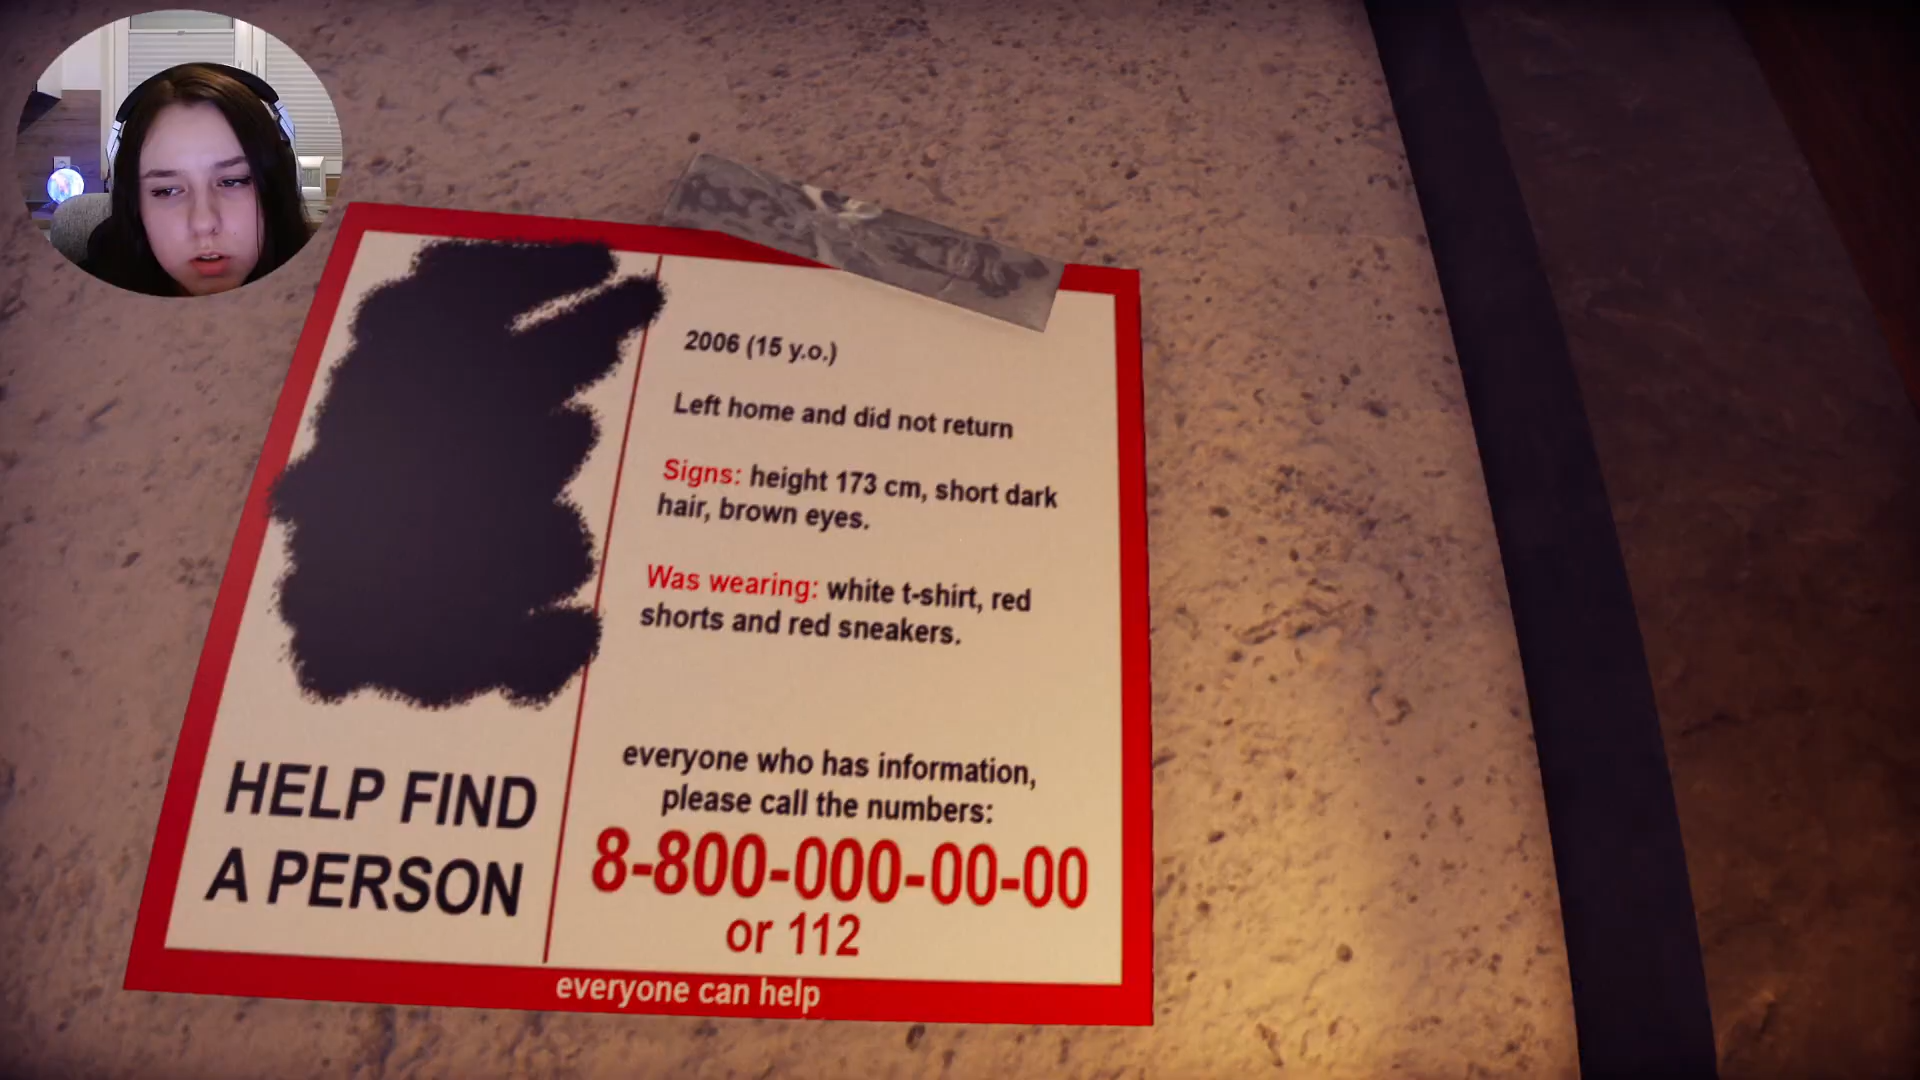 2006 (15 y.o.)
Left home and did not return
Signs: height 173 cm, short dark
hair, brown eyes.
Was wearing: white t-shirt, red
shorts and red sneakers.
everyone who has information,
please call the numbers:
8-800-000-00-00
or 112
HELP FIND
A PERSON
everyone can help